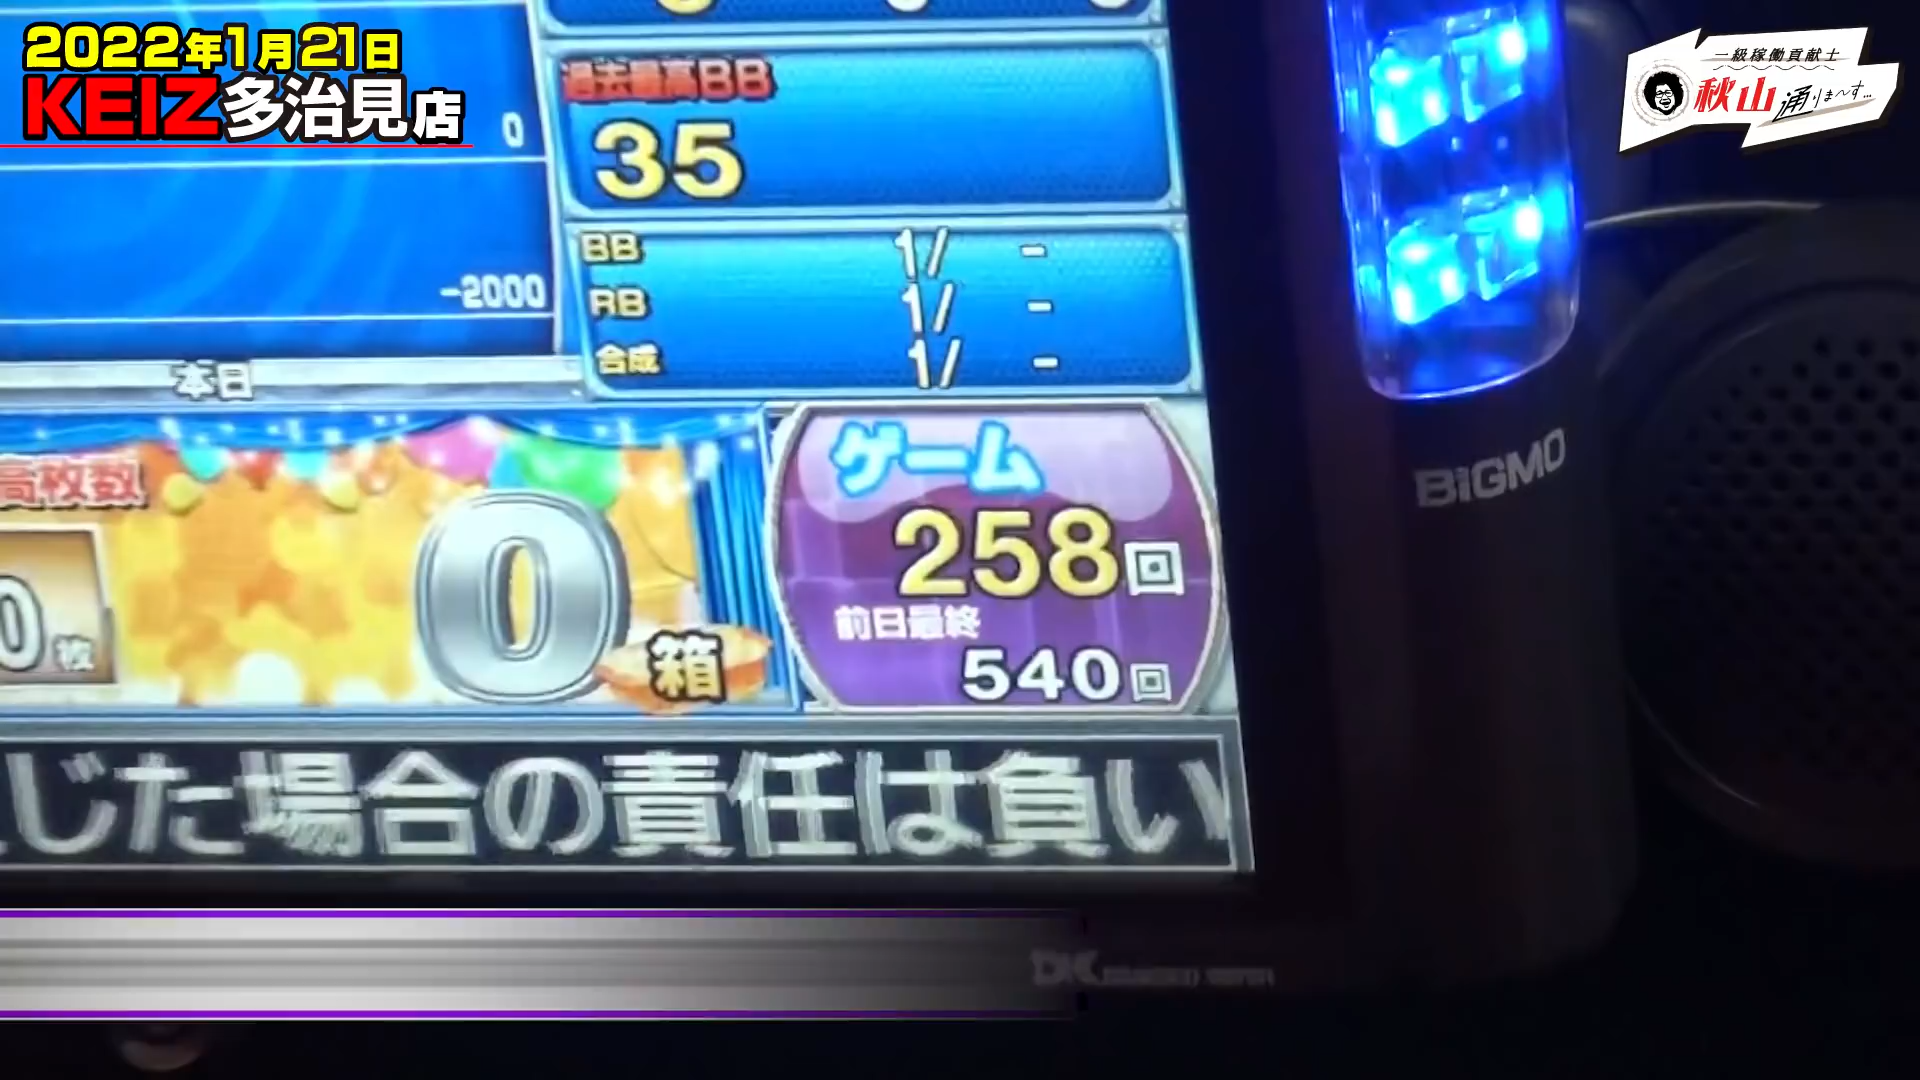 2022年1月21日
KEIZ多治見店
一級稼働貢献士
秋山通りま〜す…
0
過去最高BB
35
-2000
BB 1/ -
RB 1/ -
合成 1/ -
本日
高枚数
0枚
0箱
ゲーム
258回
前日最終
540回
じた場合の責任は負い
BiGMO
DK